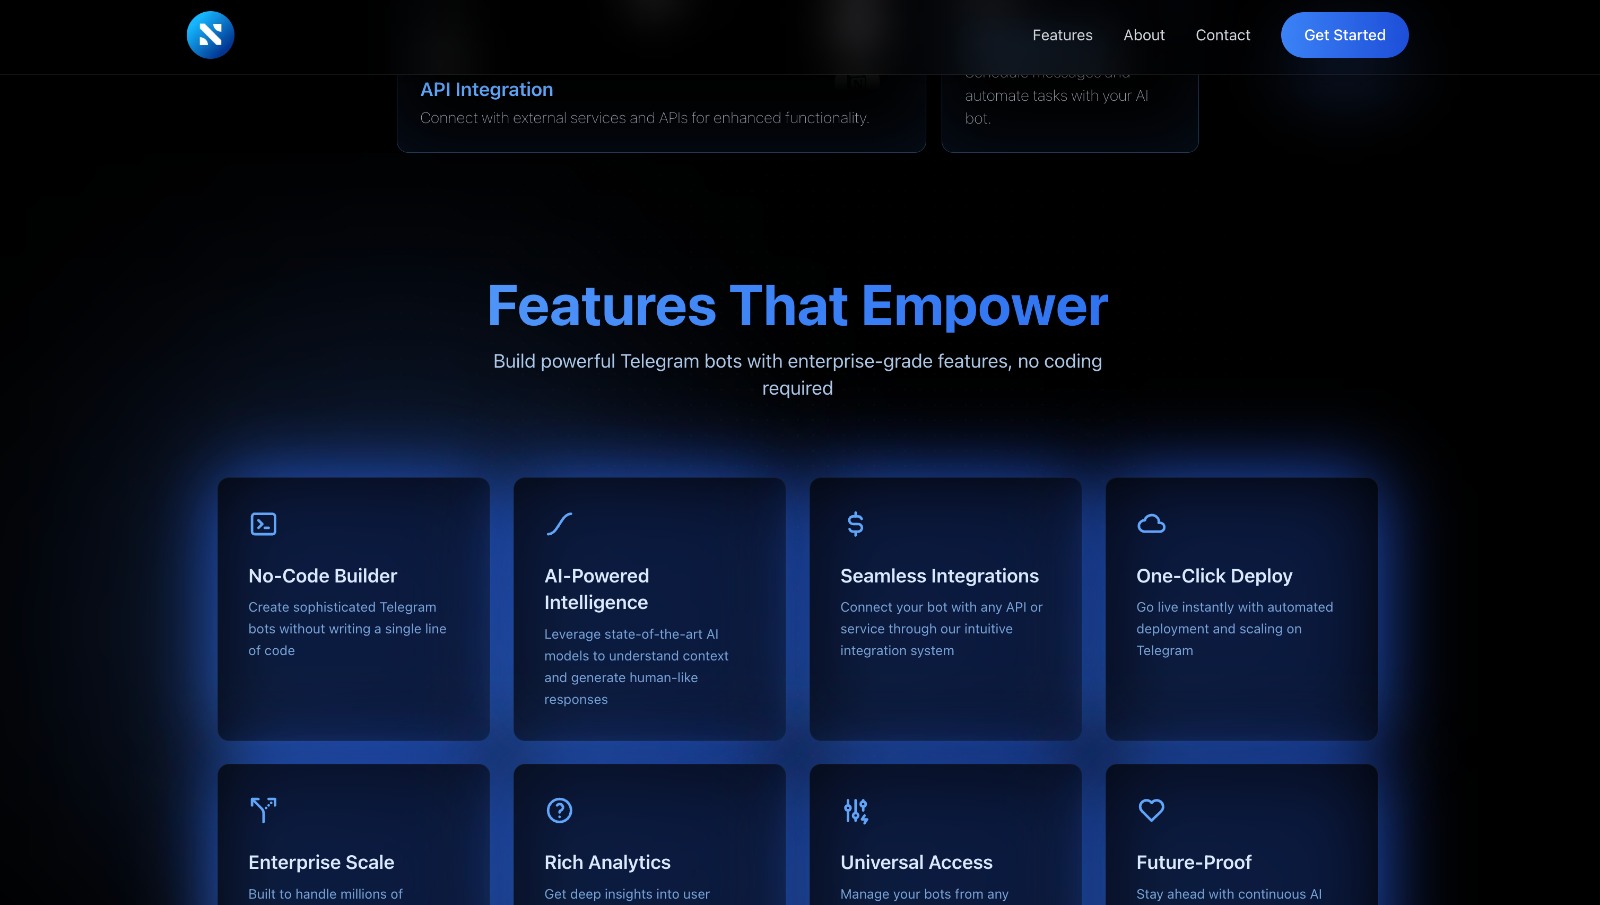 Features
About
Contact
Get Started
API Integration
Connect with external services and APIs for enhanced functionality.
Schedule messages and
automate tasks with your AI
bot.
Features That Empower
Build powerful Telegram bots with enterprise-grade features, no coding
required
No-Code Builder
Create sophisticated Telegram
bots without writing a single line
of code
AI-Powered
Intelligence
Leverage state-of-the-art AI
models to understand context
and generate human-like
responses
Seamless Integrations
Connect your bot with any API or
service through our intuitive
integration system
One-Click Deploy
Go live instantly with automated
deployment and scaling on
Telegram
Enterprise Scale
Built to handle millions of
Rich Analytics
Get deep insights into user
Universal Access
Manage your bots from any
Future-Proof
Stay ahead with continuous AI